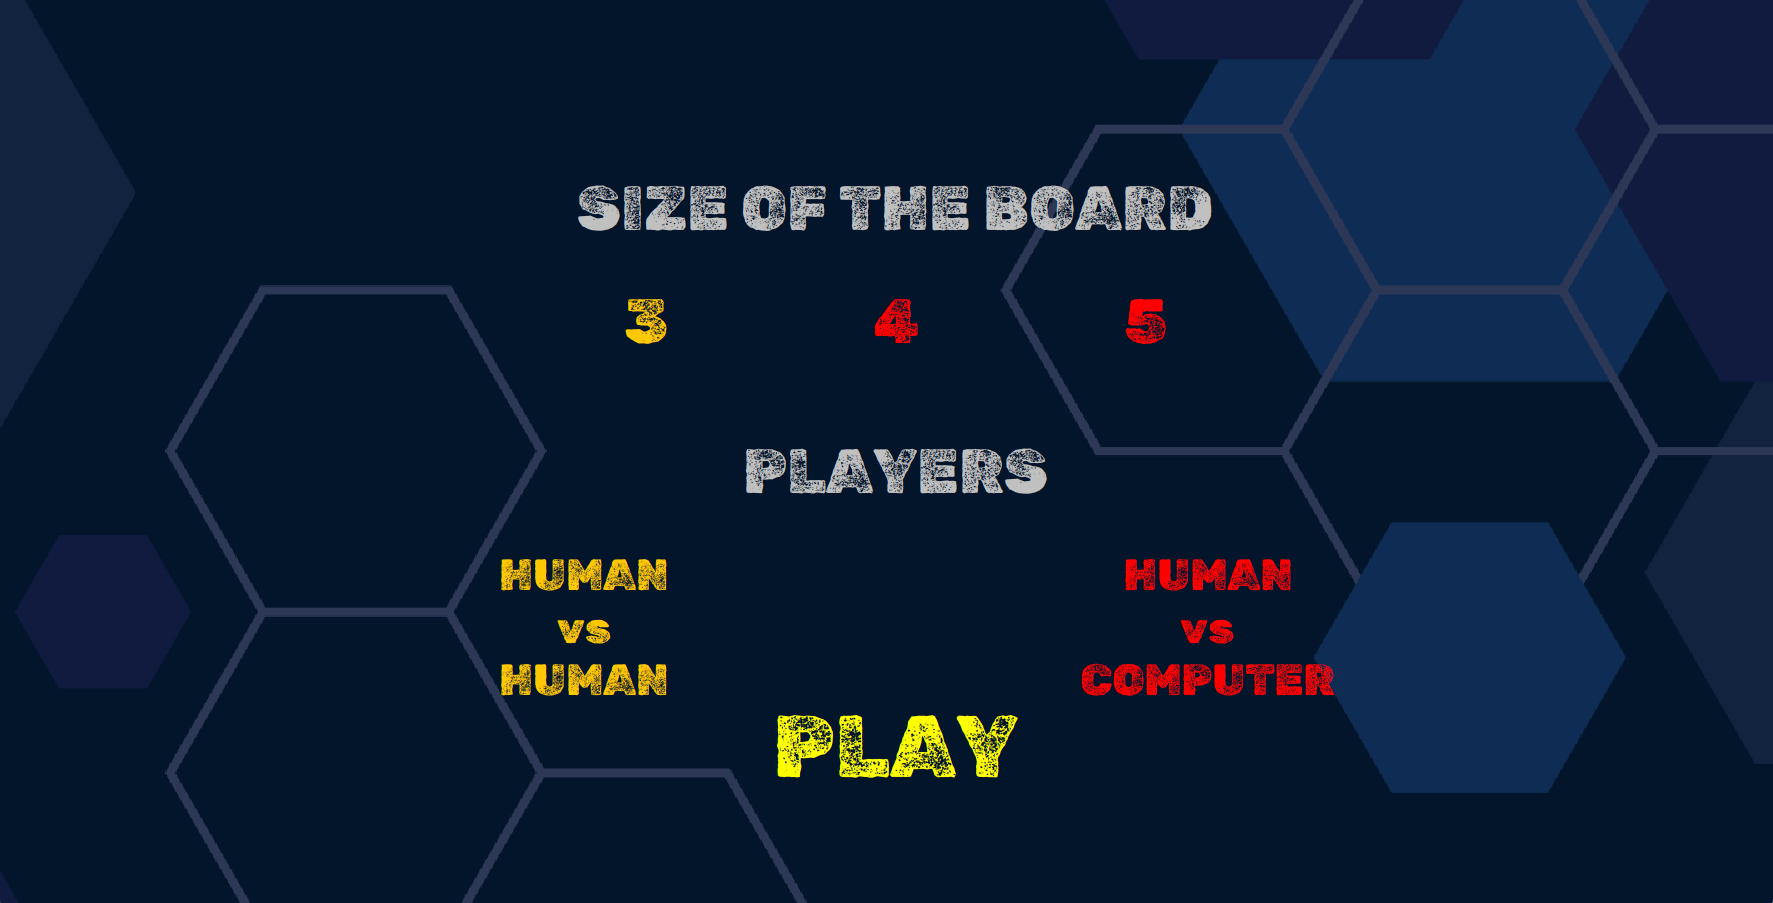 SIZE OF THE BOARD
3 4 5
PLAYERS
HUMAN HUMAN
VS VS
HUMAN COMPUTER
PLAY